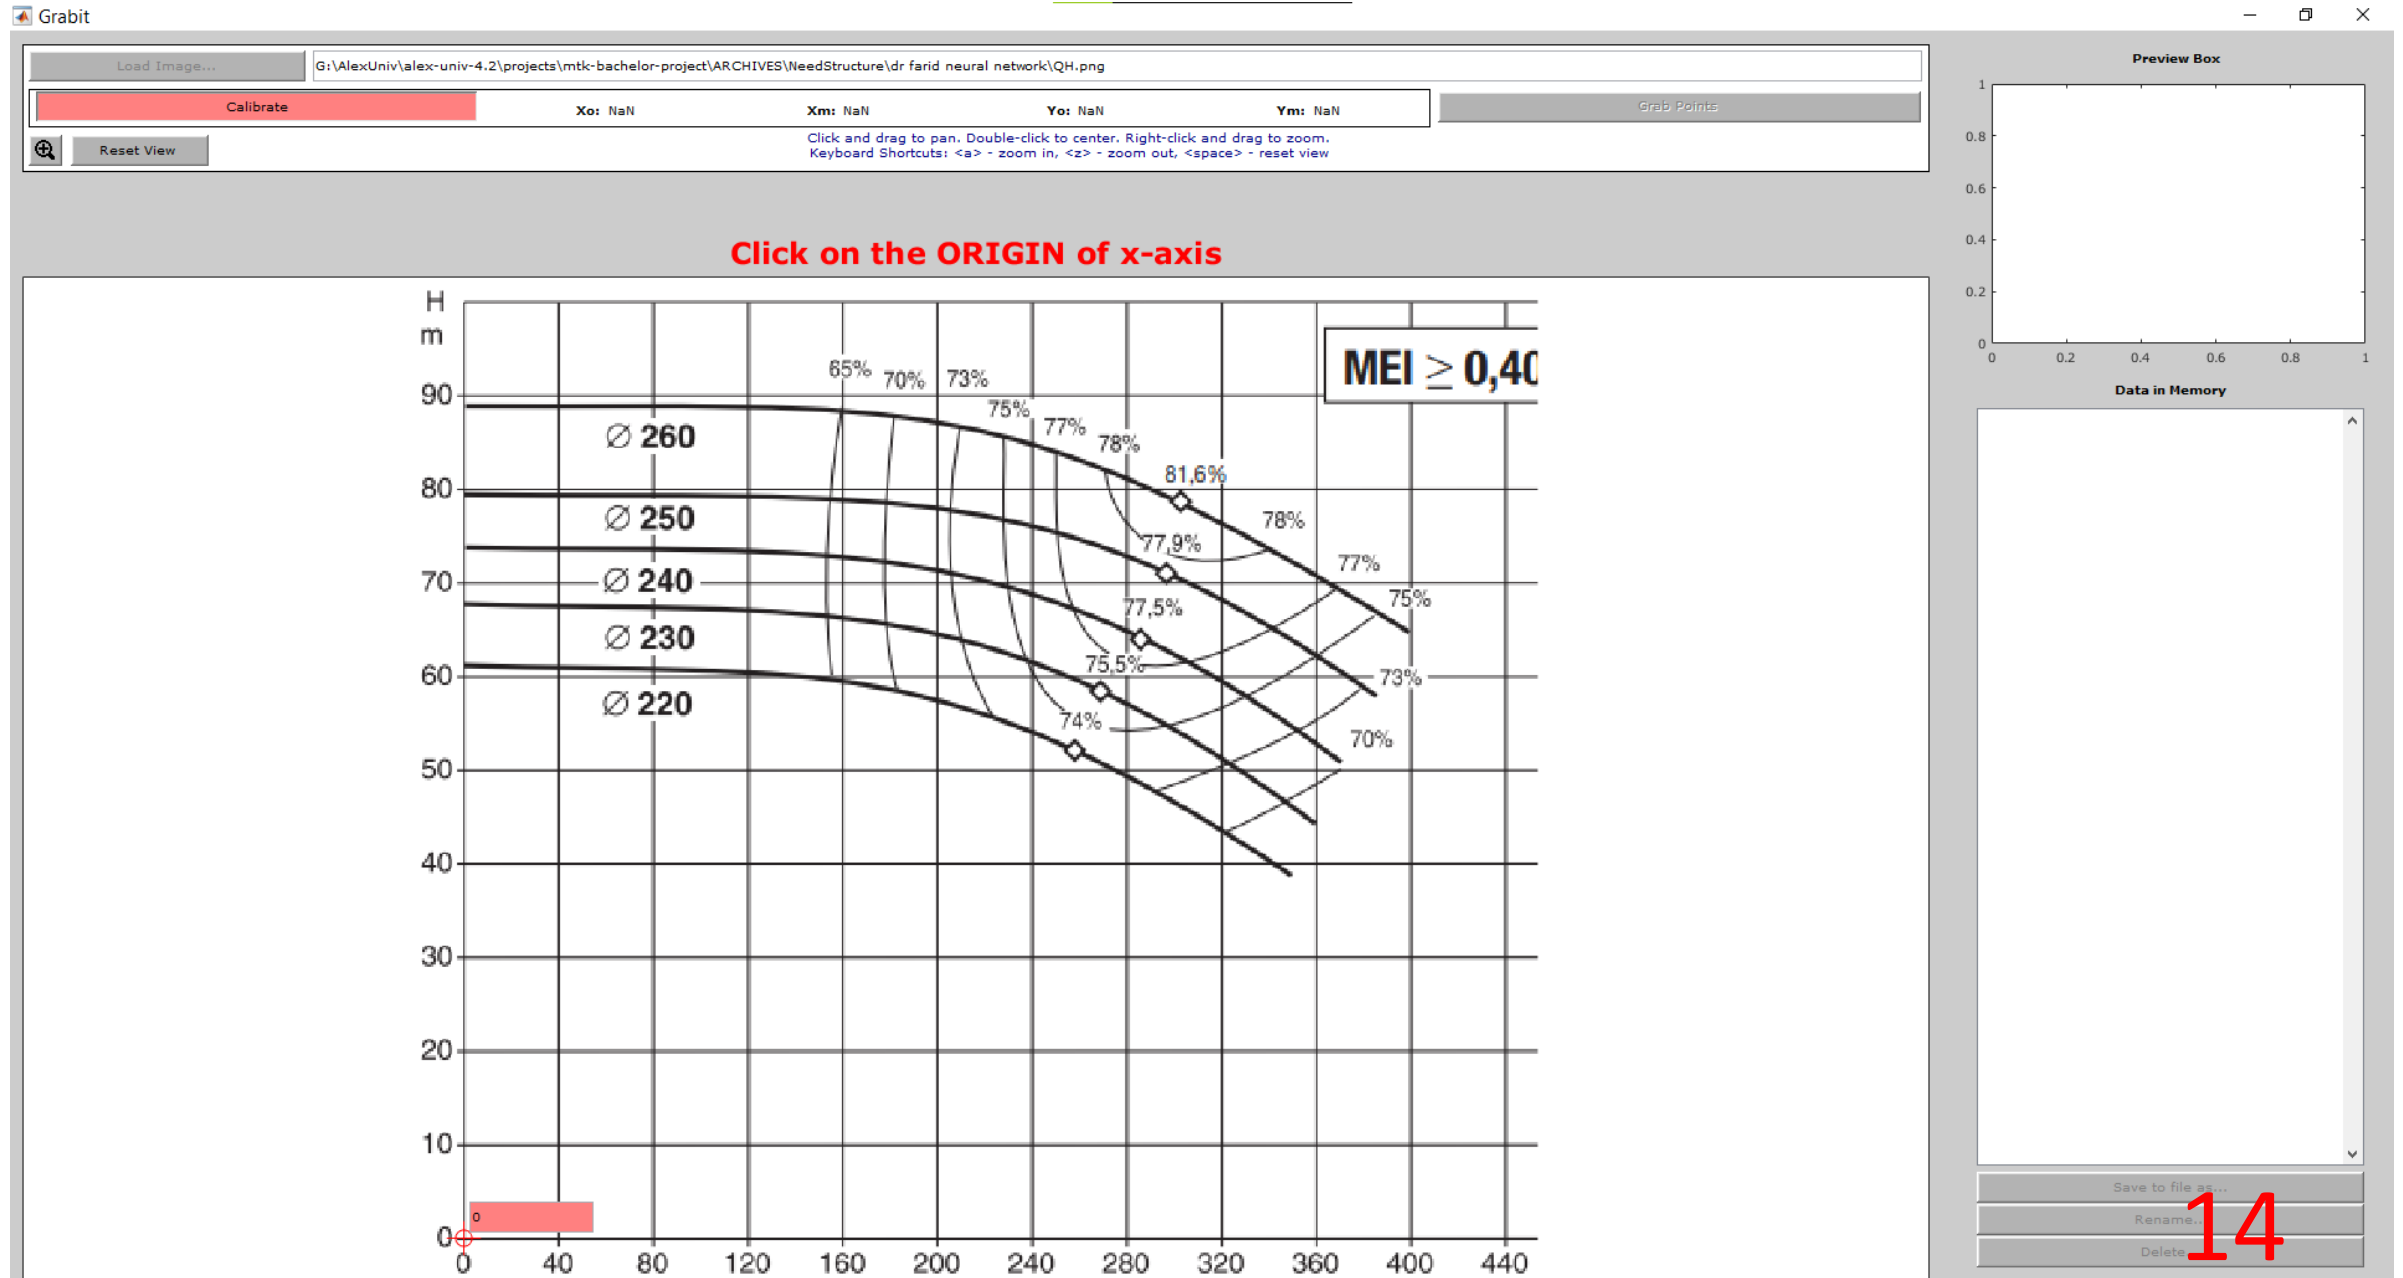 Grabit
Load Image...
G:\AlexUniv\alex-univ-4.2\projects\mtk-bachelor-project\ARCHIVES\NeedStructure\dr farid neural network\QH.png
Calibrate
Xo: NaN
Xm: NaN
Yo: NaN
Ym: NaN
Grab Points
Reset View
Click and drag to pan. Double-click to center. Right-click and drag to zoom.
Keyboard Shortcuts: <a> - zoom in, <z> - zoom out, <space> - reset view
Click on the ORIGIN of x-axis
H
m
MEI ≥ 0,40
65%
70%
73%
75%
77%
78%
81,6%
90
Ø 260
80
Ø 250
78%
77,9%
77%
70
Ø 240
75%
77,5%
Ø 230
75,5%
60
73%
Ø 220
74%
70%
50
40
30
20
10
0
0
0 40 80 120 160 200 240 280 320 360 400 440
Preview Box
1
0.8
0.6
0.4
0.2
0
0 0.2 0.4 0.6 0.8 1
Data in Memory
Save to file as...
Rename...
Delete
14